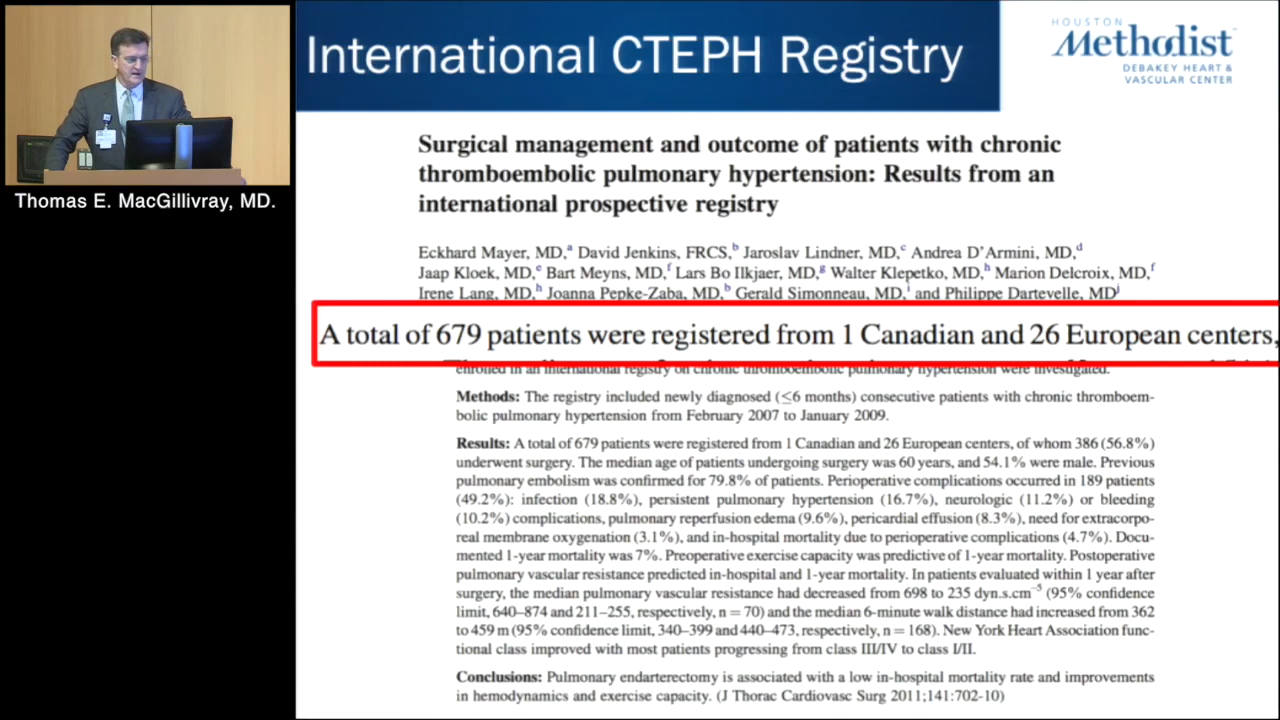 International CTEPH Registry
HOUSTON
Methodist
DEBAKEY HEART &
VASCULAR CENTER
Thomas E. MacGillivray, MD.
Surgical management and outcome of patients with chronic
thromboembolic pulmonary hypertension: Results from an
international prospective registry
Eckhard Mayer, MD,a David Jenkins, FRCS,b Jaroslav Lindner, MD,c Andrea D'Armini, MD,d
Jaap Kloek, MD,e Bart Meyns, MD,f Lars Bo Ilkjaer, MD,g Walter Klepetko, MD,h Marion Delcroix, MD,f
Irene Lang, MD,h Joanna Pepke-Zaba, MD,b Gerald Simonneau, MD,i and Philippe Dartevelle, MDj
A total of 679 patients were registered from 1 Canadian and 26 European centers,
enrolled in an international registry on chronic thromboembolic pulmonary hypertension were investigated.
Methods: The registry included newly diagnosed (≤6 months) consecutive patients with chronic thromboem-
bolic pulmonary hypertension from February 2007 to January 2009.
Results: A total of 679 patients were registered from 1 Canadian and 26 European centers, of whom 386 (56.8%)
underwent surgery. The median age of patients undergoing surgery was 60 years, and 54.1% were male. Previous
pulmonary embolism was confirmed for 79.8% of patients. Perioperative complications occurred in 189 patients
(49.2%): infection (18.8%), persistent pulmonary hypertension (16.7%), neurologic (11.2%) or bleeding
(10.2%) complications, pulmonary reperfusion edema (9.6%), pericardial effusion (8.3%), need for extracorpo-
real membrane oxygenation (3.1%), and in-hospital mortality due to perioperative complications (4.7%). Docu-
mented 1-year mortality was 7%. Preoperative exercise capacity was predictive of 1-year mortality. Postoperative
pulmonary vascular resistance predicted in-hospital and 1-year mortality. In patients evaluated within 1 year after
surgery, the median pulmonary vascular resistance had decreased from 698 to 235 dyn.s.cm−5 (95% confidence
limit, 640–874 and 211–255, respectively, n = 70) and the median 6-minute walk distance had increased from 362
to 459 m (95% confidence limit, 340–399 and 440–473, respectively, n = 168). New York Heart Association func-
tional class improved with most patients progressing from class III/IV to class I/II.
Conclusions: Pulmonary endarterectomy is associated with a low in-hospital mortality rate and improvements
in hemodynamics and exercise capacity. (J Thorac Cardiovasc Surg 2011;141:702-10)